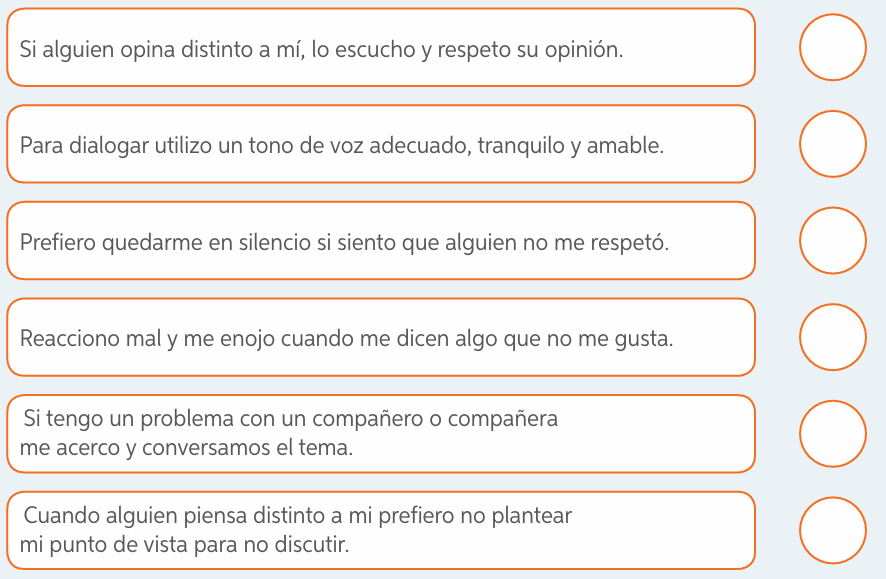 Si alguien opina distinto a mí, lo escucho y respeto su opinión.
Para dialogar utilizo un tono de voz adecuado, tranquilo y amable.
Prefiero quedarme en silencio si siento que alguien no me respetó.
Reacciono mal y me enojo cuando me dicen algo que no me gusta.
Si tengo un problema con un compañero o compañera
me acerco y conversamos el tema.
Cuando alguien piensa distinto a mi prefiero no plantear
mi punto de vista para no discutir.